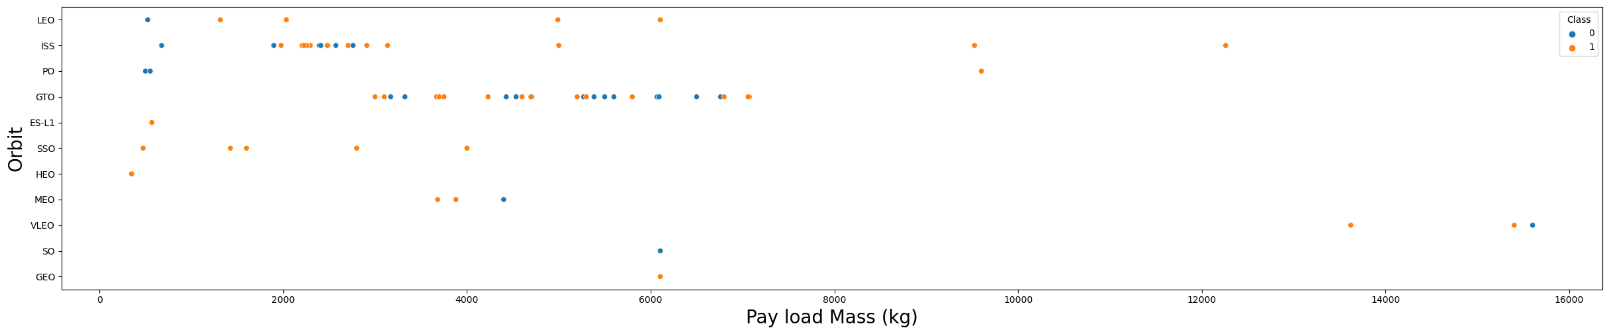 LEO
ISS
PO
GTO
ES-L1
SSO
HEO
MEO
VLEO
SO
GEO
Orbit
0 2000 4000 6000 8000 10000 12000 14000 16000
Pay load Mass (kg)
Class
0
1